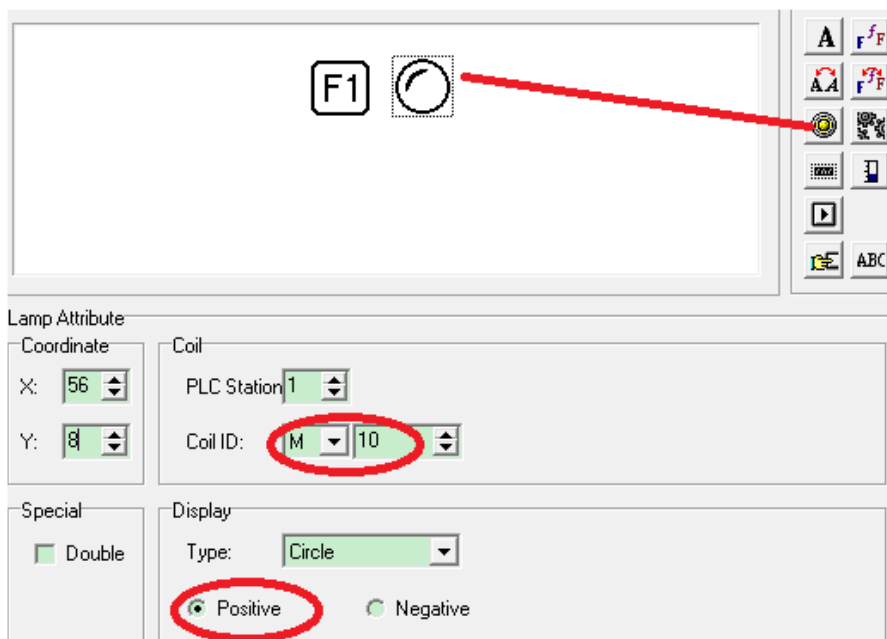 F1
A
F f F
A A
F F F
ABC
Lamp Attribute
Coordinate
Coil
X: 56
PLC Station 1
Y: 8
Coil ID: M 10
Special
Display
Double
Type: Circle
Positive
Negative